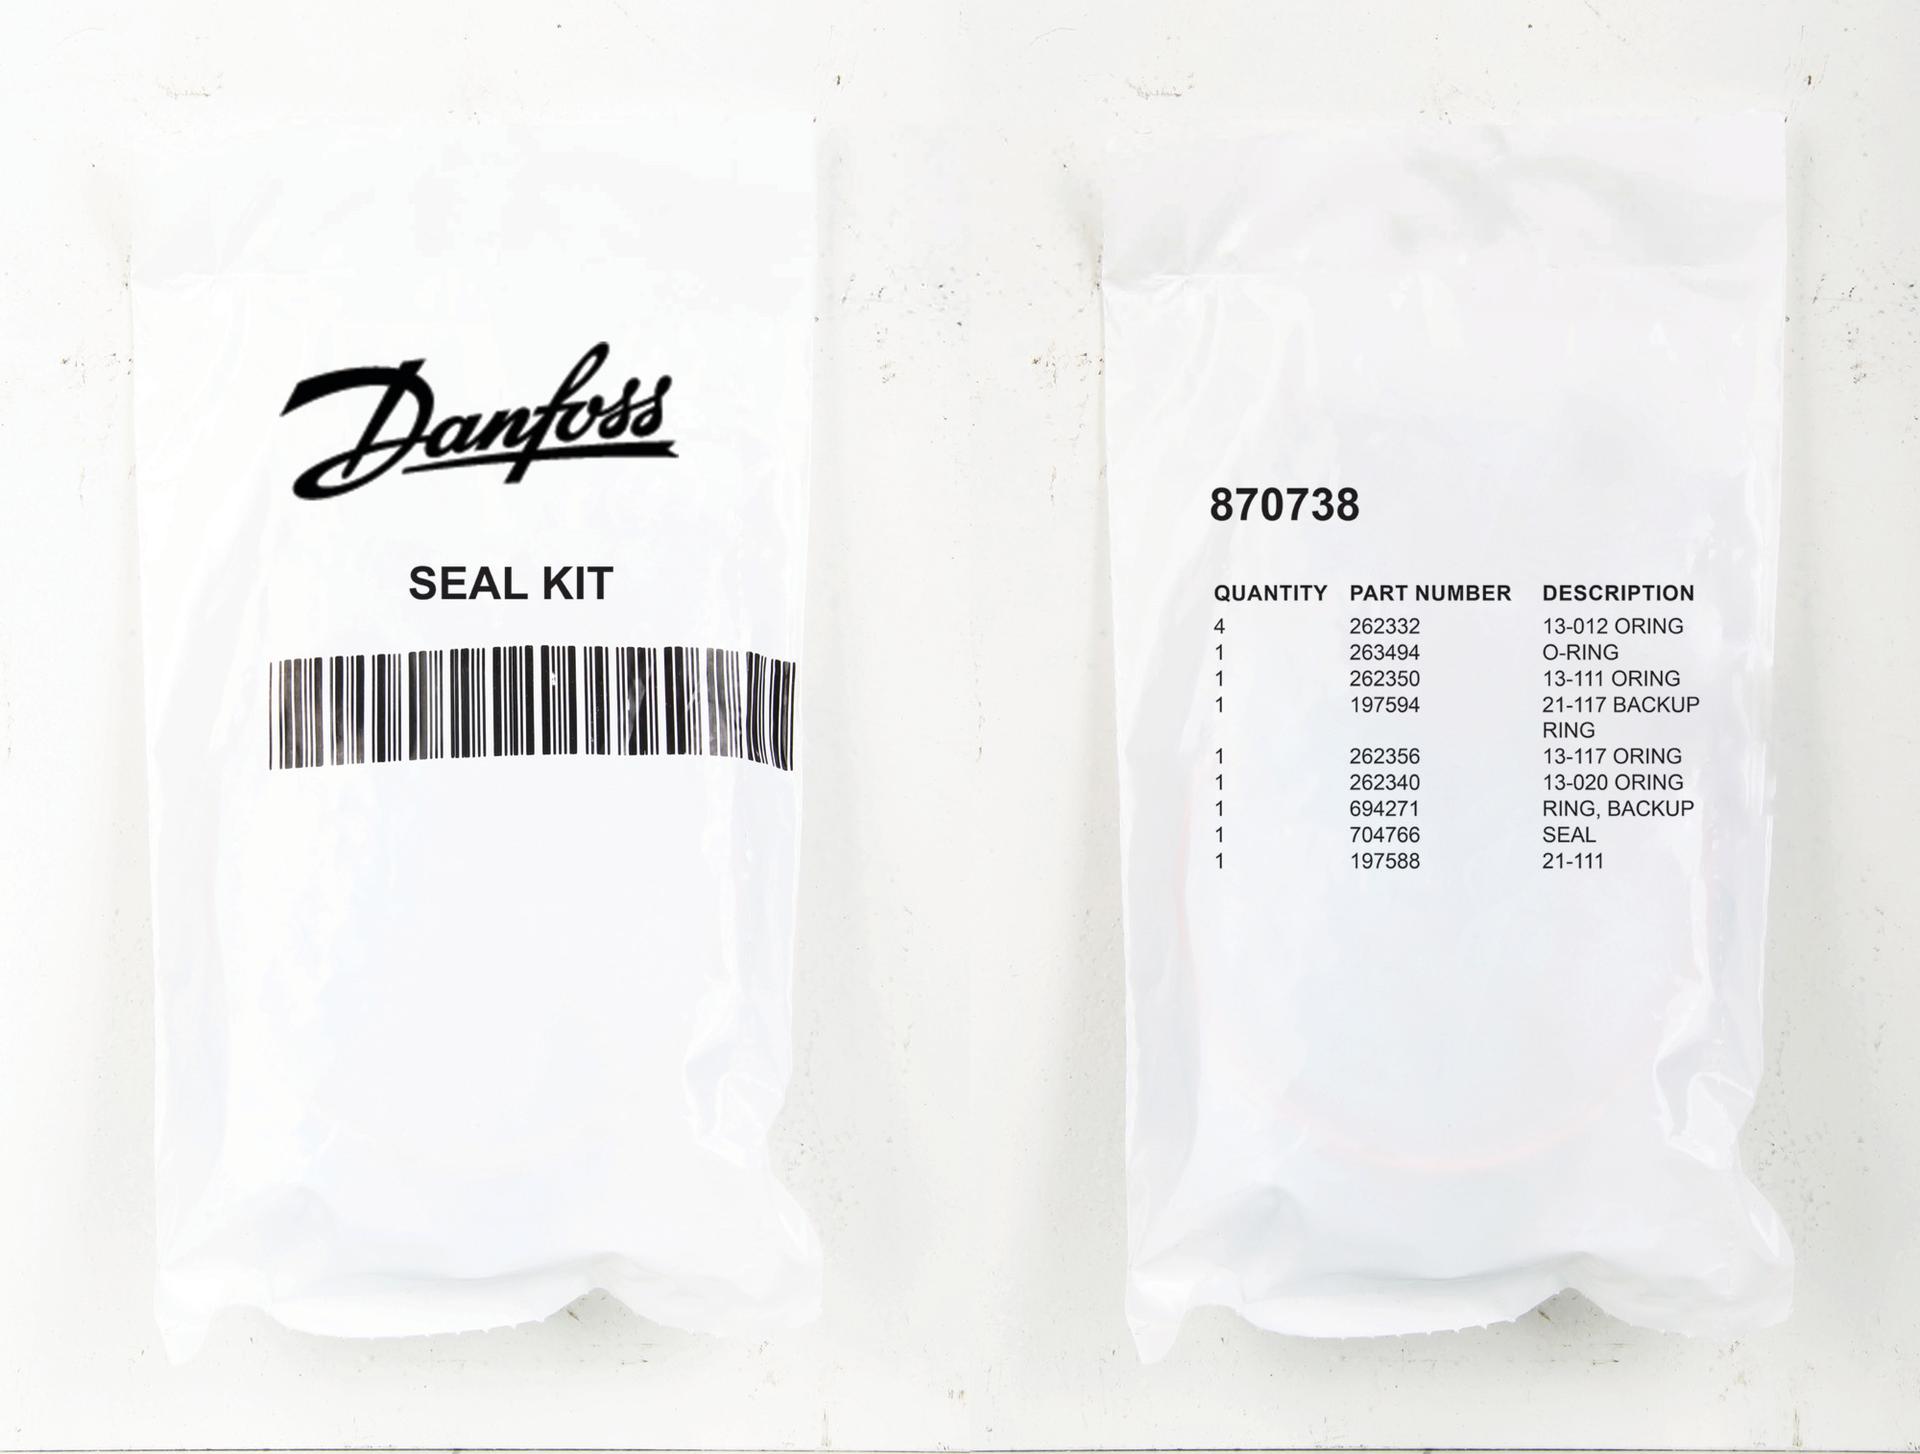 Danfoss
SEAL KIT
870738
QUANTITY PART NUMBER DESCRIPTION
4 262332 13-012 ORING
1 263494 O-RING
1 262350 13-111 ORING
1 197594 21-117 BACKUP
RING
1 262356 13-117 ORING
1 262340 13-020 ORING
1 694271 RING, BACKUP
1 704766 SEAL
1 197588 21-111